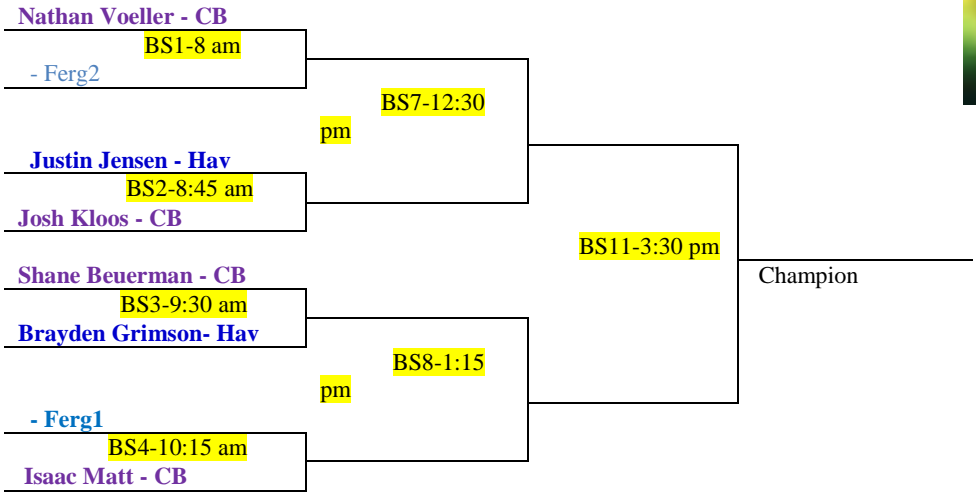 Nathan Voeller - CB
BS1-8 am
- Ferg2
BS7-12:30
pm
Justin Jensen - Hav
BS2-8:45 am
Josh Kloos - CB
BS11-3:30 pm
Shane Beuerman - CB
Champion
BS3-9:30 am
Brayden Grimson- Hav
BS8-1:15
pm
- Ferg1
BS4-10:15 am
Isaac Matt - CB